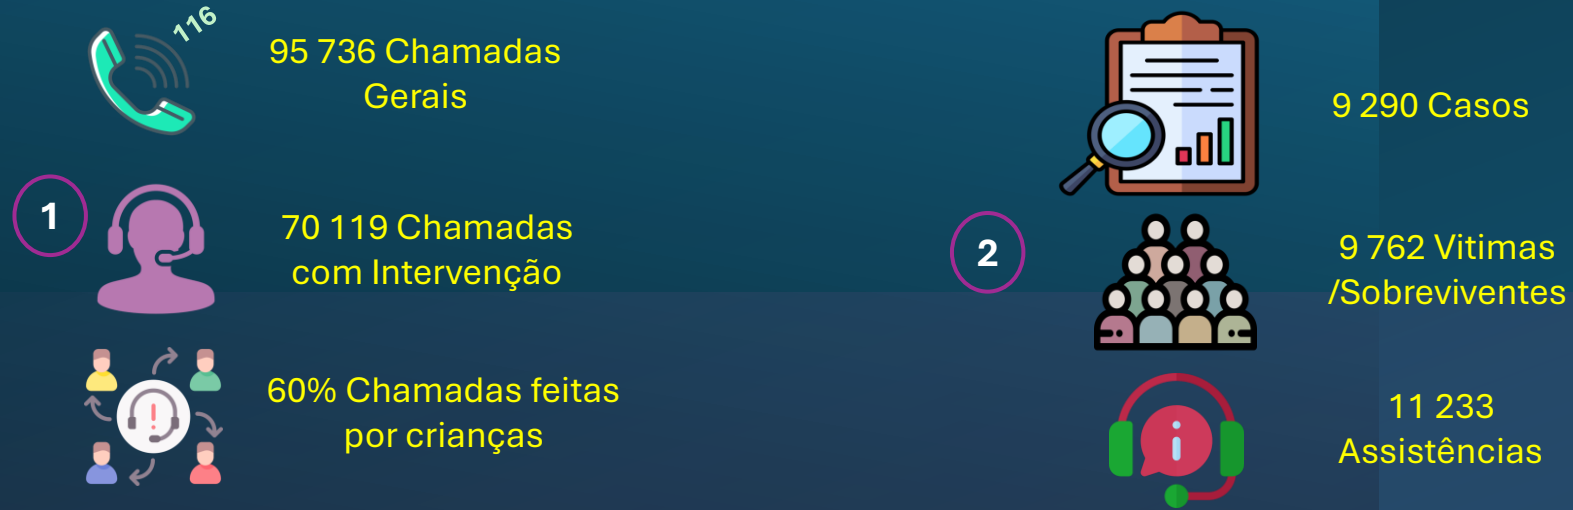 116
95 736 Chamadas
Gerais
1
70 119 Chamadas
com Intervenção
60% Chamadas feitas
por crianças
9 290 Casos
2
9 762 Vitimas
/Sobreviventes
11 233
Assistências